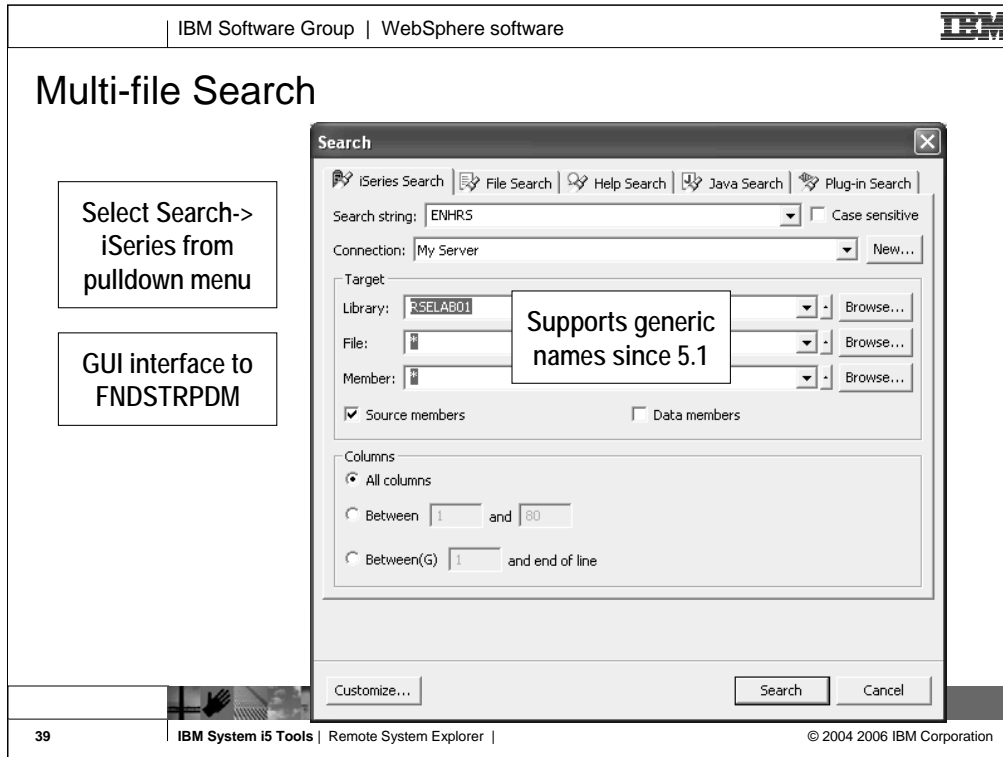 IBM Software Group | WebSphere software
IBM
Multi-file Search
Select Search->
iSeries from
pulldown menu
GUI interface to
FNDSTRPDM
Search
iSeries Search File Search Help Search Java Search Plug-in Search
Search string: ENHRS Case sensitive
Connection: My Server New...
Target
Library: RSELAB01 Browse...
File: * Browse...
Member: * Browse...
Supports generic
names since 5.1
Source members Data members
Columns
All columns
Between 1 and 80
Between(G) 1 and end of line
Customize... Search Cancel
39 IBM System i5 Tools | Remote System Explorer | © 2004 2006 IBM Corporation